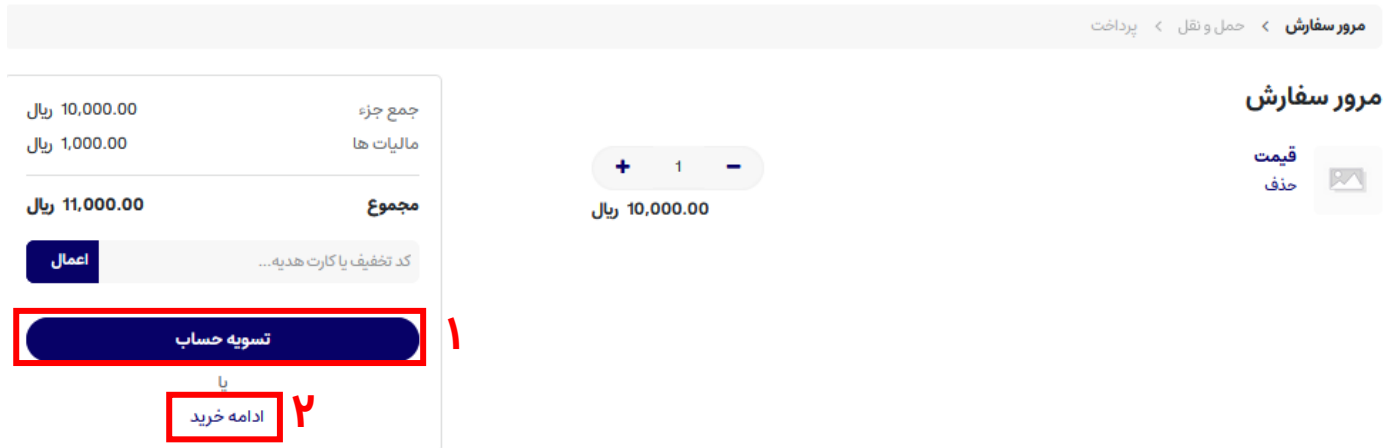 مرور سفارش > حمل و نقل > پرداخت
مرور سفارش
قیمت
حذف
+ 1 −
10,000.00 ریال
جمع جزء 10,000.00 ریال
مالیات ها 1,000.00 ریال
مجموع 11,000.00 ریال
کد تخفیف یا کارت هدیه... اعمال
تسویه حساب ۱
یا
ادامه خرید ۲